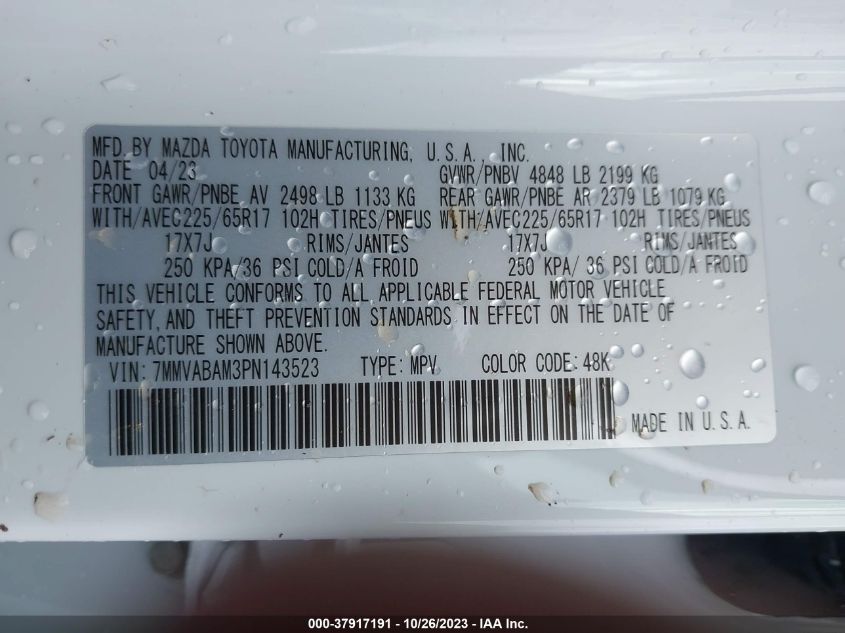 MFD. BY MAZDA TOYOTA MANUFACTURING, U.S.A., INC.
DATE 04/23 GVWR/PNBV 4848 LB 2199 KG
FRONT GAWR/PNBE AV 2498 LB 1133 KG REAR GAWR/PNBE AR 2379 LB 1079 KG
WITH/AVEC225/65R17 102H TIRES/PNEUS WITH/AVEC225/65R17 102H TIRES/PNEUS
17X7J RIMS/JANTES 17X7J RIMS/JANTES
250 KPA/36 PSI COLD/A FROID 250 KPA/ 36 PSI COLD/A FROID
THIS VEHICLE CONFORMS TO ALL APPLICABLE FEDERAL MOTOR VEHICLE
SAFETY, AND THEFT PREVENTION STANDARDS IN EFFECT ON THE DATE OF
MANUFACTURE SHOWN ABOVE.
VIN: 7MMVABAM3PN143523 TYPE: MPV COLOR CODE: 48K
MADE IN U.S.A.
000-37917191 - 10/26/2023 - IAA Inc.